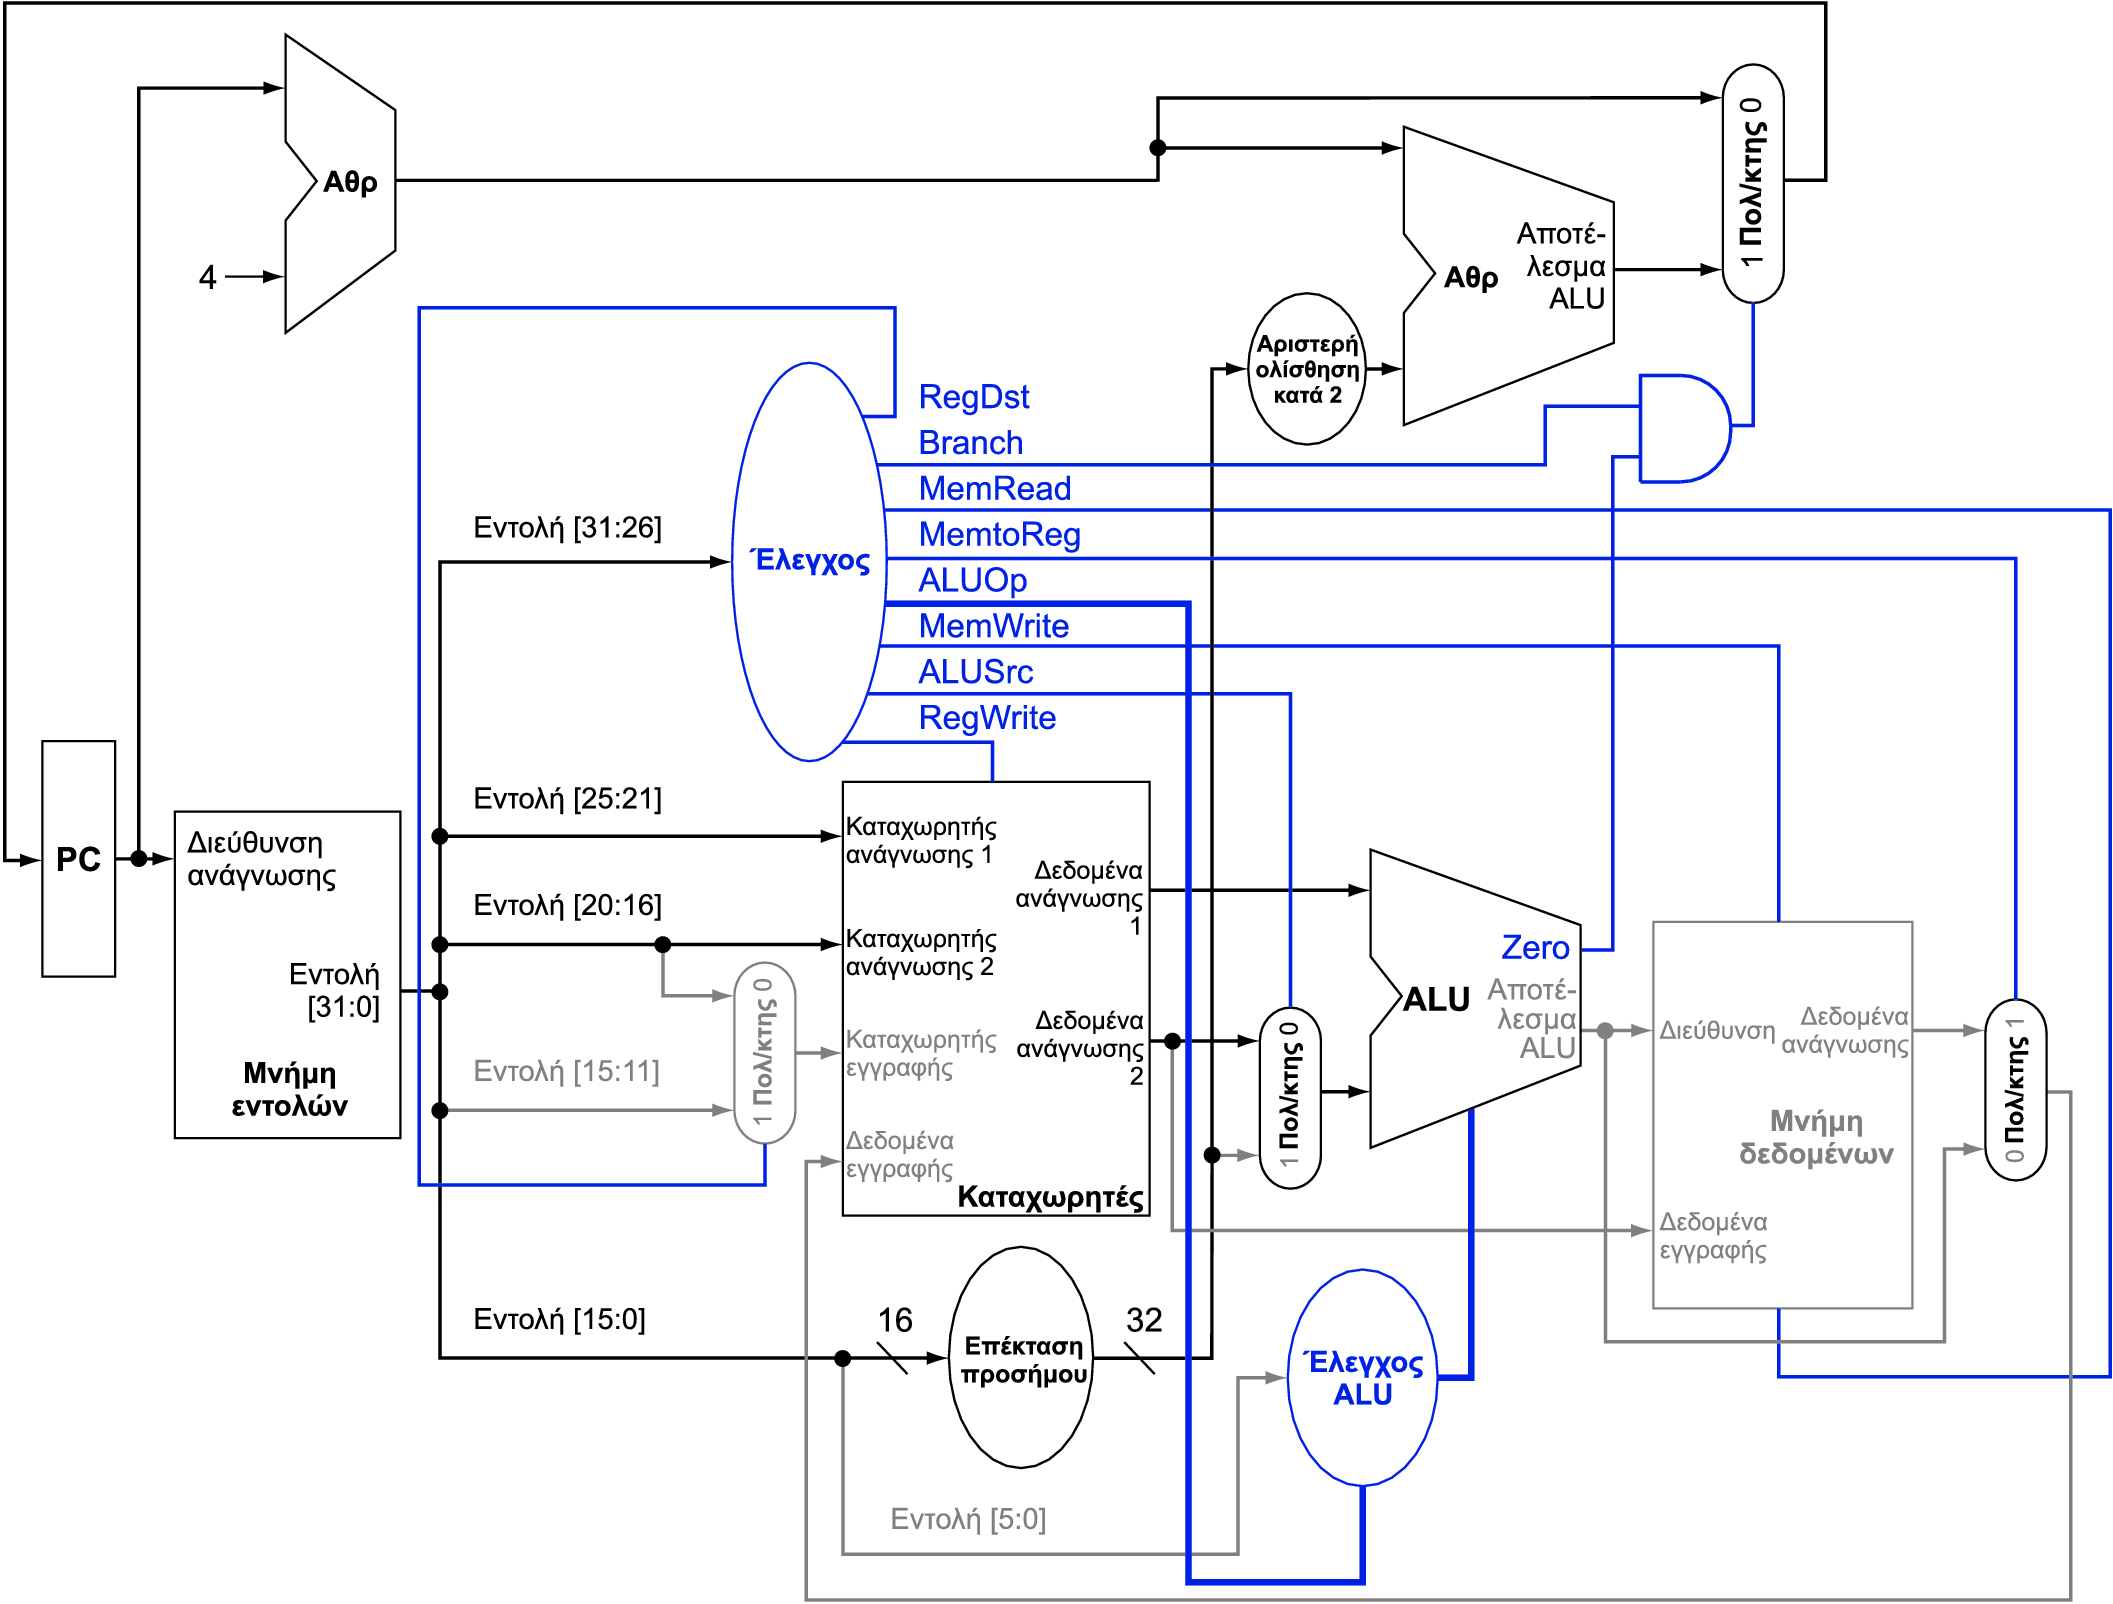 0
Πολ/κτης
1
Αθρ
4
Αποτέ-
λεσμα
ALU
Αθρ
Αριστερή
ολίσθηση
κατά 2
RegDst
Branch
MemRead
MemtoReg
ALUOp
MemWrite
ALUSrc
RegWrite
Έλεγχος
Εντολή [31:26]
Εντολή [25:21]
Εντολή [20:16]
Εντολή [15:11]
Εντολή [15:0]
Εντολή [5:0]
PC
Διεύθυνση
ανάγνωσης
Εντολή
[31:0]
Μνήμη
εντολών
0
Πολ/κτης
1
Καταχωρητής
ανάγνωσης 1
Καταχωρητής
ανάγνωσης 2
Καταχωρητής
εγγραφής
Δεδομένα
εγγραφής
Δεδομένα
ανάγνωσης
1
Δεδομένα
ανάγνωσης
2
Καταχωρητές
0
Πολ/κτης
1
Zero
ALU
Αποτέ-
λεσμα
ALU
Διεύθυνση
Δεδομένα
ανάγνωσης
Μνήμη
δεδομένων
Δεδομένα
εγγραφής
1
Πολ/κτης
0
16
Επέκταση
προσήμου
32
Έλεγχος
ALU